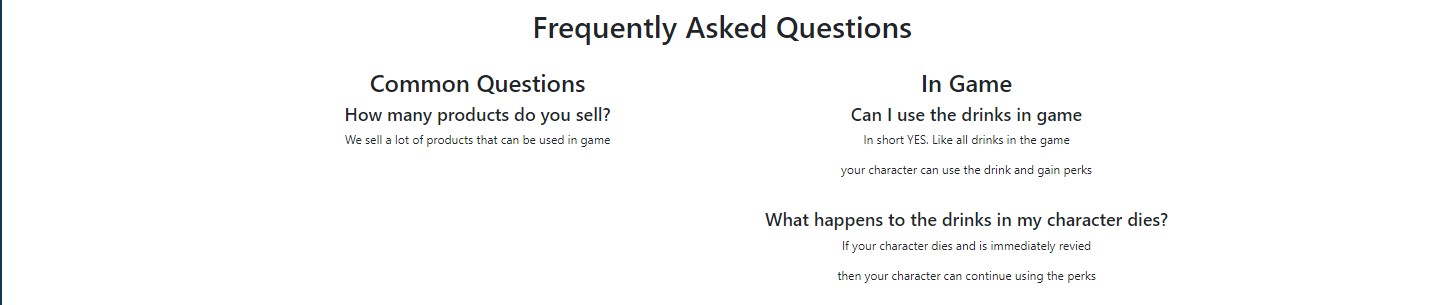 Frequently Asked Questions
Common Questions
How many products do you sell?
We sell a lot of products that can be used in game
In Game
Can I use the drinks in game
In short YES. Like all drinks in the game
your character can use the drink and gain perks
What happens to the drinks in my character dies?
If your character dies and is immediately revied
then your character can continue using the perks